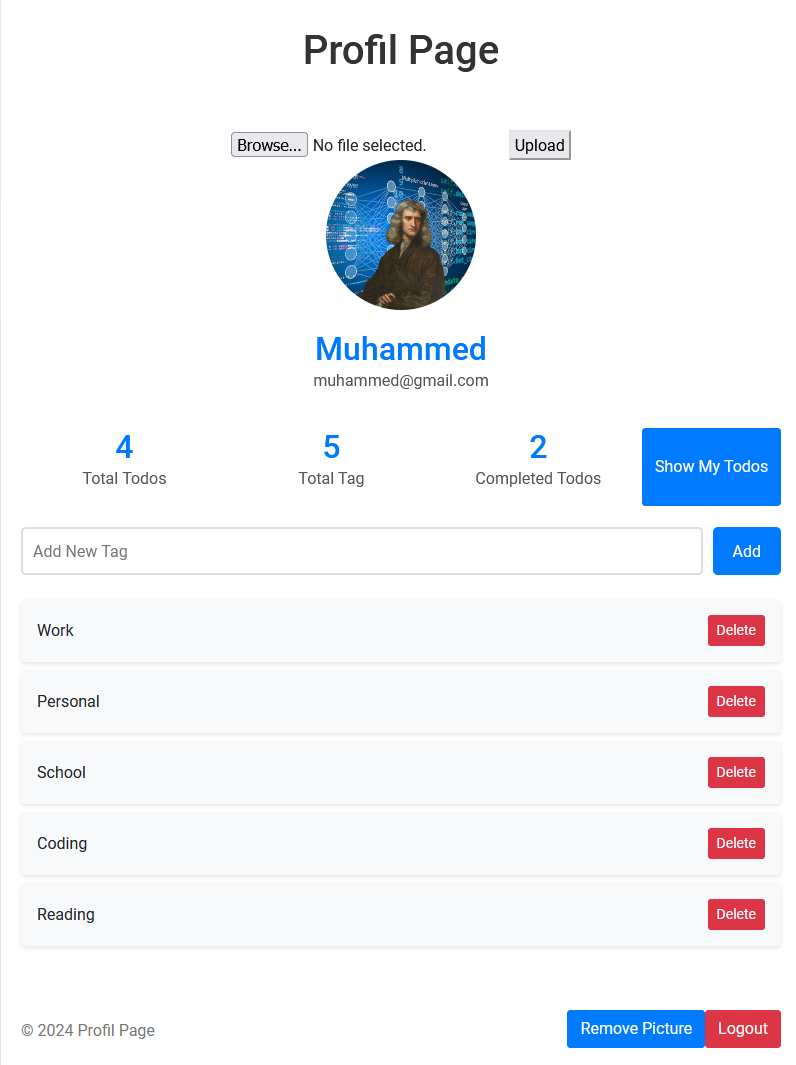 Profil Page
Browse... No file selected. Upload
Muhammed
muhammed@gmail.com
4 5 2
Total Todos Total Tag Completed Todos
Show My Todos
Add New Tag Add
Work Delete
Personal Delete
School Delete
Coding Delete
Reading Delete
© 2024 Profil Page Remove Picture Logout